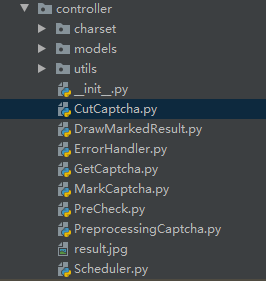 controller
charset
models
utils
__init__.py
CutCaptcha.py
DrawMarkedResult.py
ErrorHandler.py
GetCaptcha.py
MarkCaptcha.py
PreCheck.py
PreprocessingCaptcha.py
result.jpg
Scheduler.py